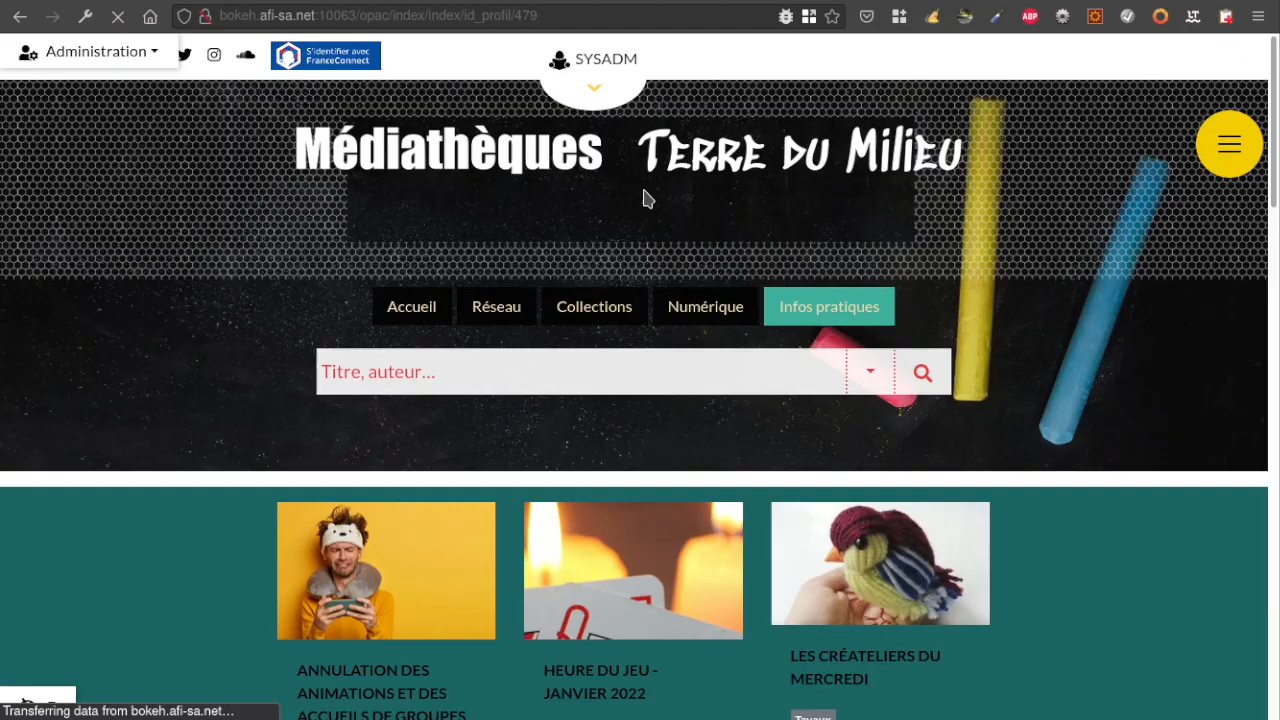 bokeh.afi-sa.net:10063/opac/index/index/id_profil/479
ABP
Administration
S'identifier avec
FranceConnect
SYSADM
Médiathèques Terre du Milieu
Accueil
Réseau
Collections
Numérique
Infos pratiques
Titre, auteur...
ANNULATION DES
ANIMATIONS ET DES
ACCUEILS DE GROUPES
HEURE DU JEU -
JANVIER 2022
LES CRÉATELIERS DU
MERCREDI
Transferring data from bokeh.afi-sa.net...